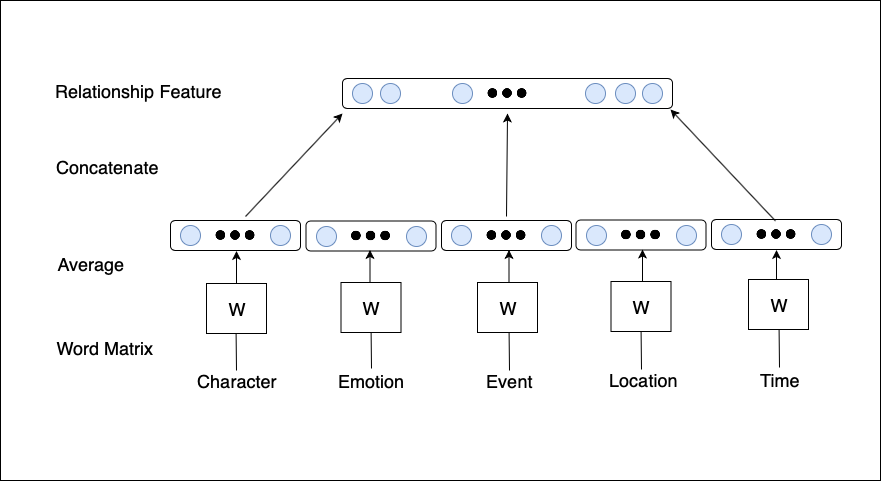 Relationship Feature
Concatenate
Average
W W W W W
Word Matrix
Character Emotion Event Location Time